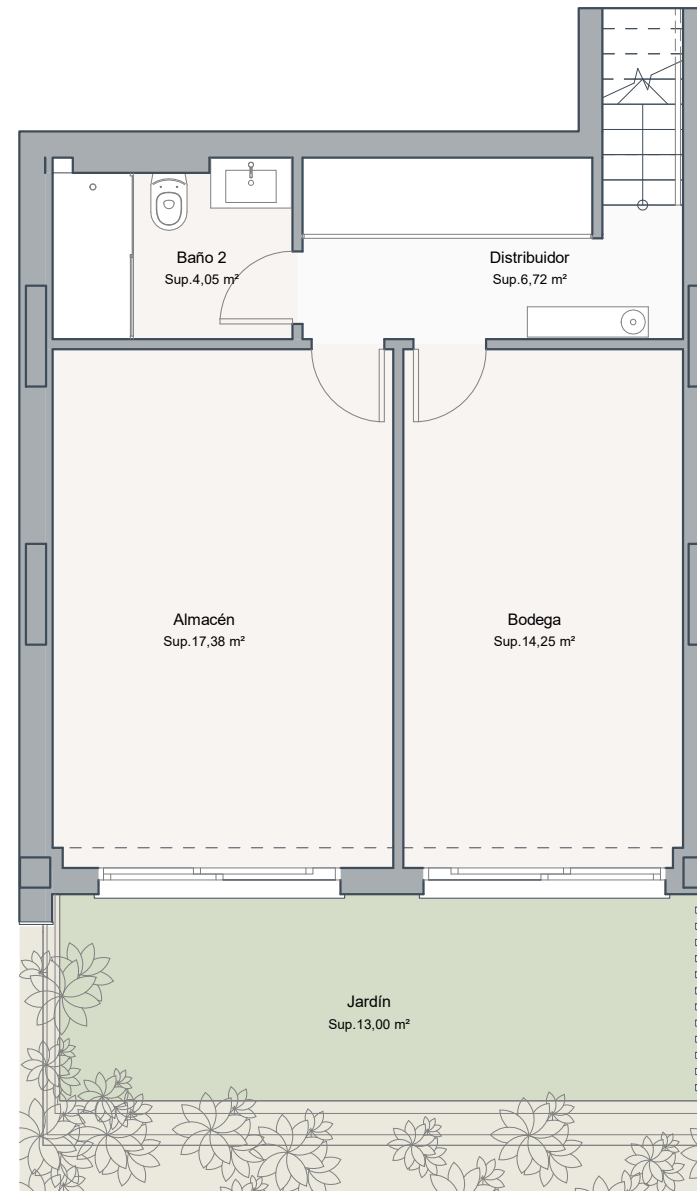 Baño 2
Sup.4,05 m²
Distribuidor
Sup.6,72 m²
Almacén
Sup.17,38 m²
Bodega
Sup.14,25 m²
Jardín
Sup.13,00 m²